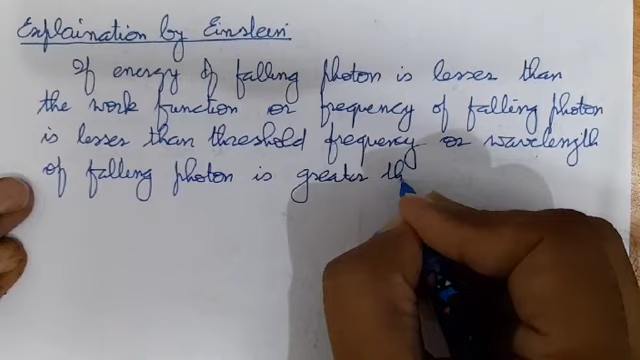 Explaination by Einstein:
If energy of falling photon is lesser than
the work function or frequency of falling photon
is lesser than threshold frequency or wavelength
of falling photon is greater th